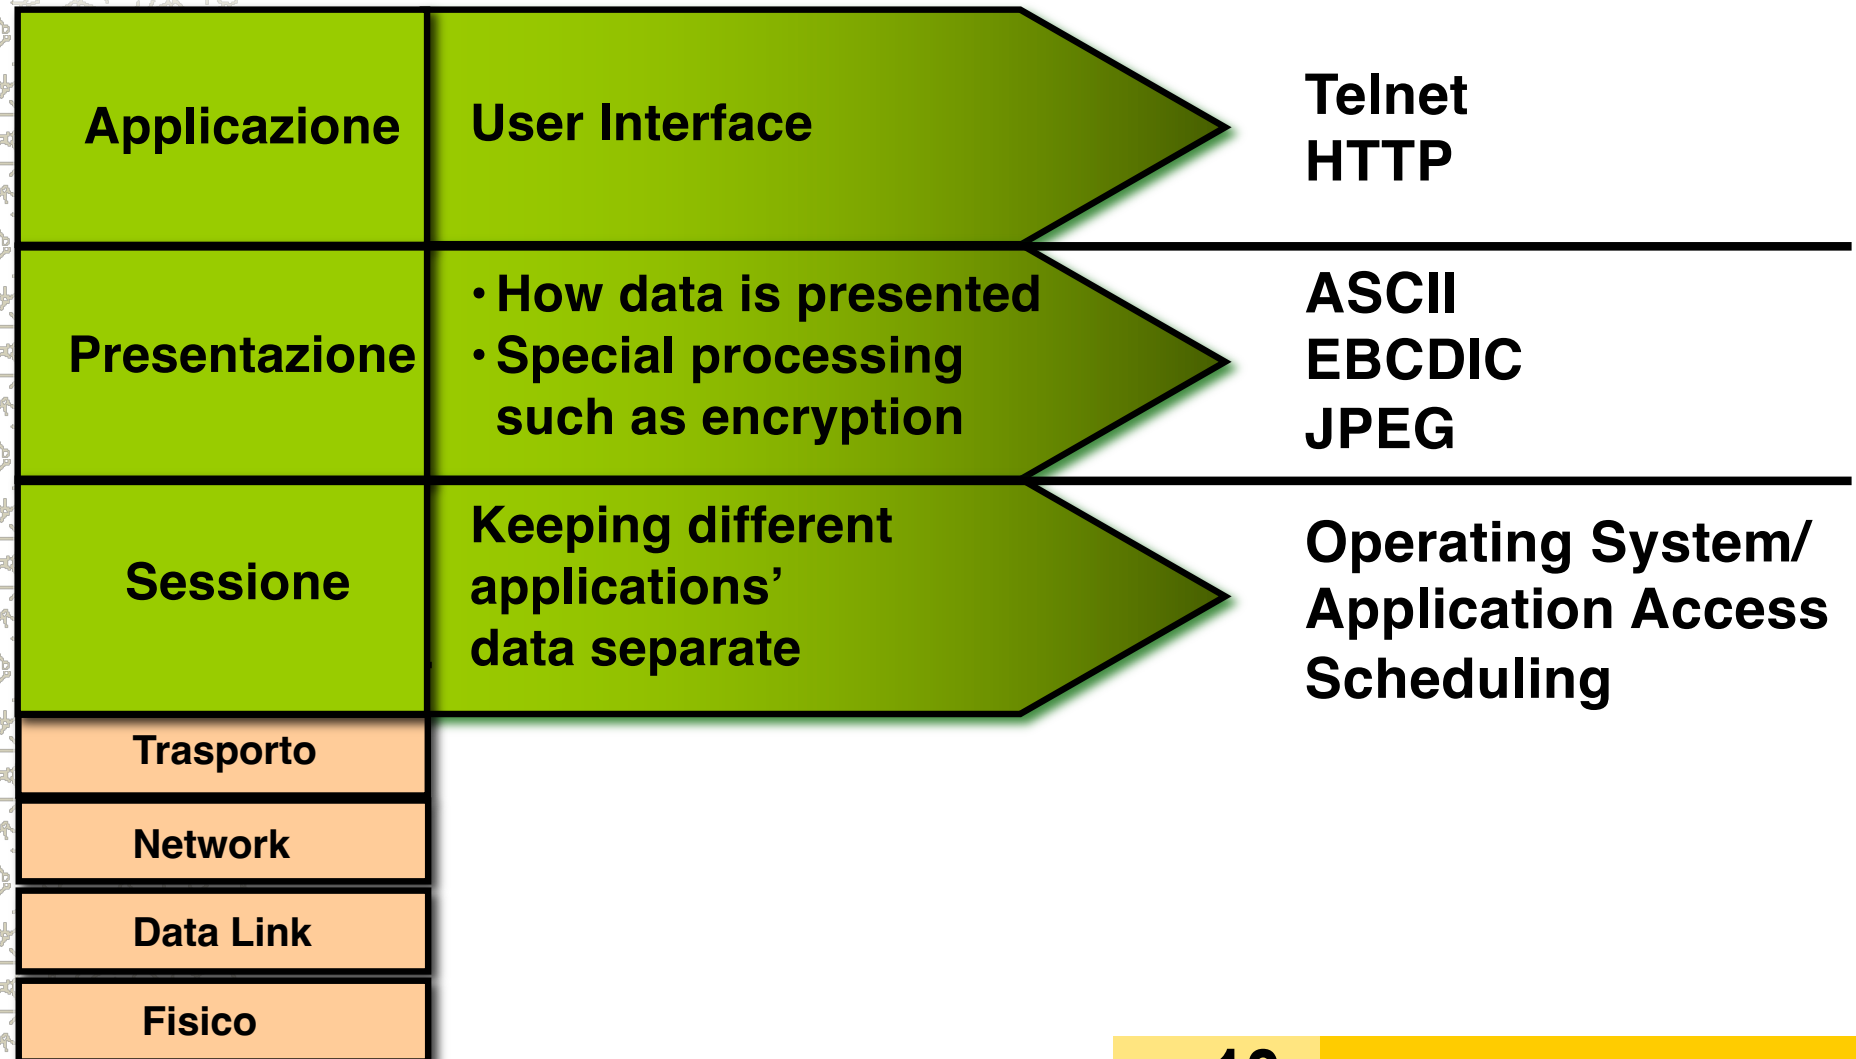 Applicazione
User Interface
Telnet
HTTP
Presentazione
• How data is presented
• Special processing
such as encryption
ASCII
EBCDIC
JPEG
Sessione
Keeping different
applications’
data separate
Operating System/
Application Access
Scheduling
Trasporto
Network
Data Link
Fisico